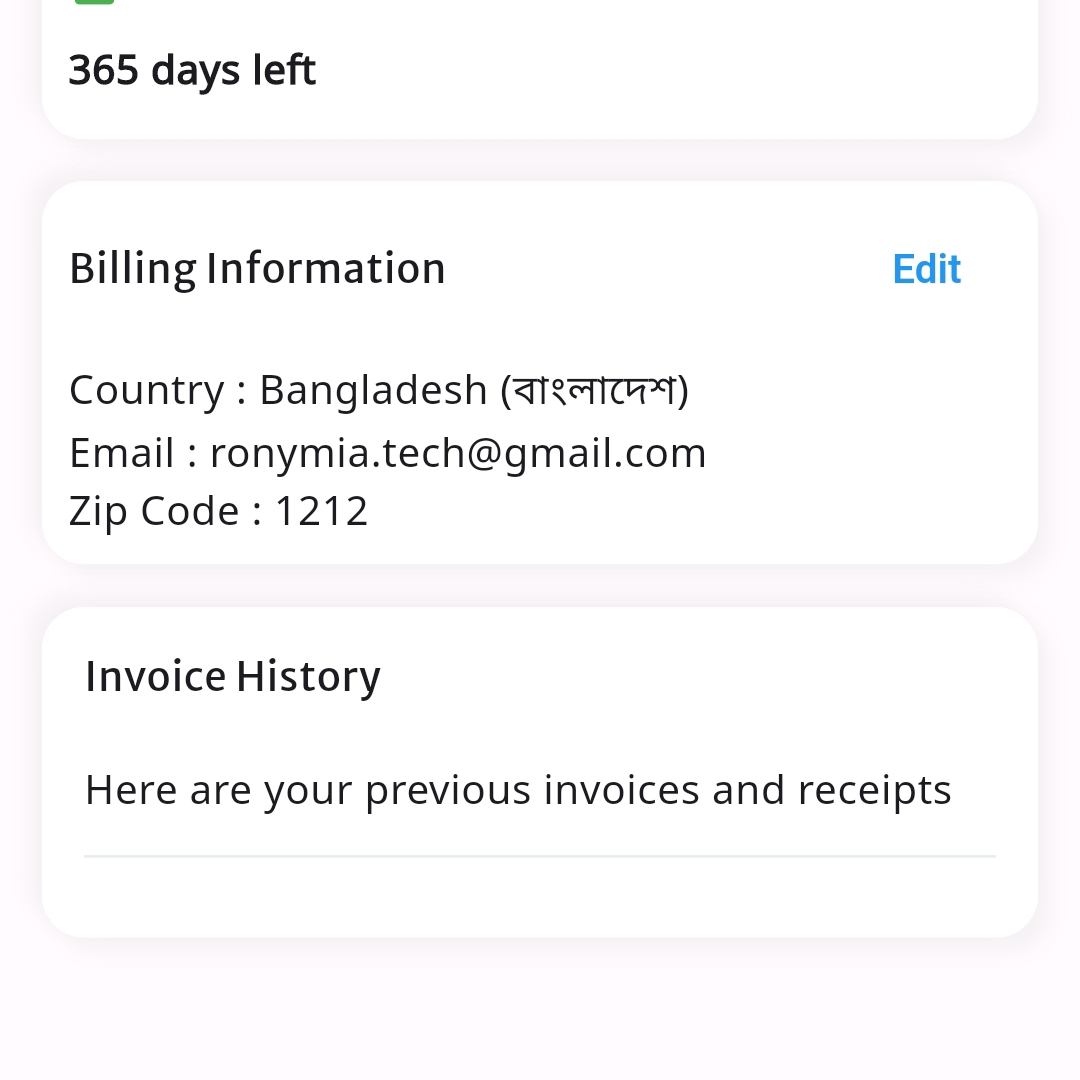 365 days left
Billing Information
Edit
Country : Bangladesh (বাংলাদেশ)
Email : ronymia.tech@gmail.com
Zip Code : 1212
Invoice History
Here are your previous invoices and receipts